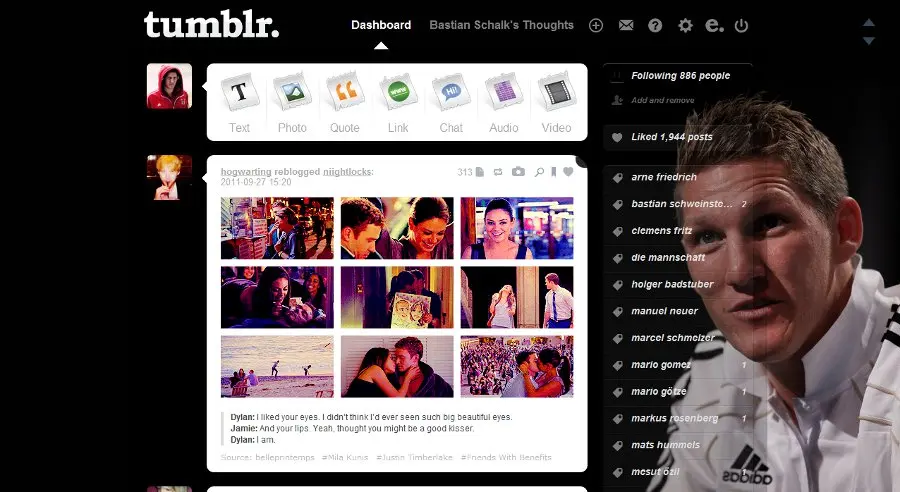 tumblr.
Dashboard
Bastian Schalk's Thoughts
Text
Photo
Quote
Link
Chat
Audio
Video
hogwarting reblogged niightlocks:
2011-09-27 15:20
313
Dylan: I liked your eyes. I didn't think I'd ever seen such big beautiful eyes.
Jamie: And your lips. Yeah, thought you might be a good kisser.
Dylan: I am.
Source: belleprintemps #Mila Kunis #Justin Timberlake #Friends With Benefits
Following 886 people
Add and remove
Liked 1,944 posts
arne friedrich
bastian schweinste... 2
clemens fritz
die mannschaft
holger badstuber
manuel neuer
marcel schmelzer
mario gomez 1
mario götze 1
markus rosenberg 1
mats hummels
mesut özil 1
adidas